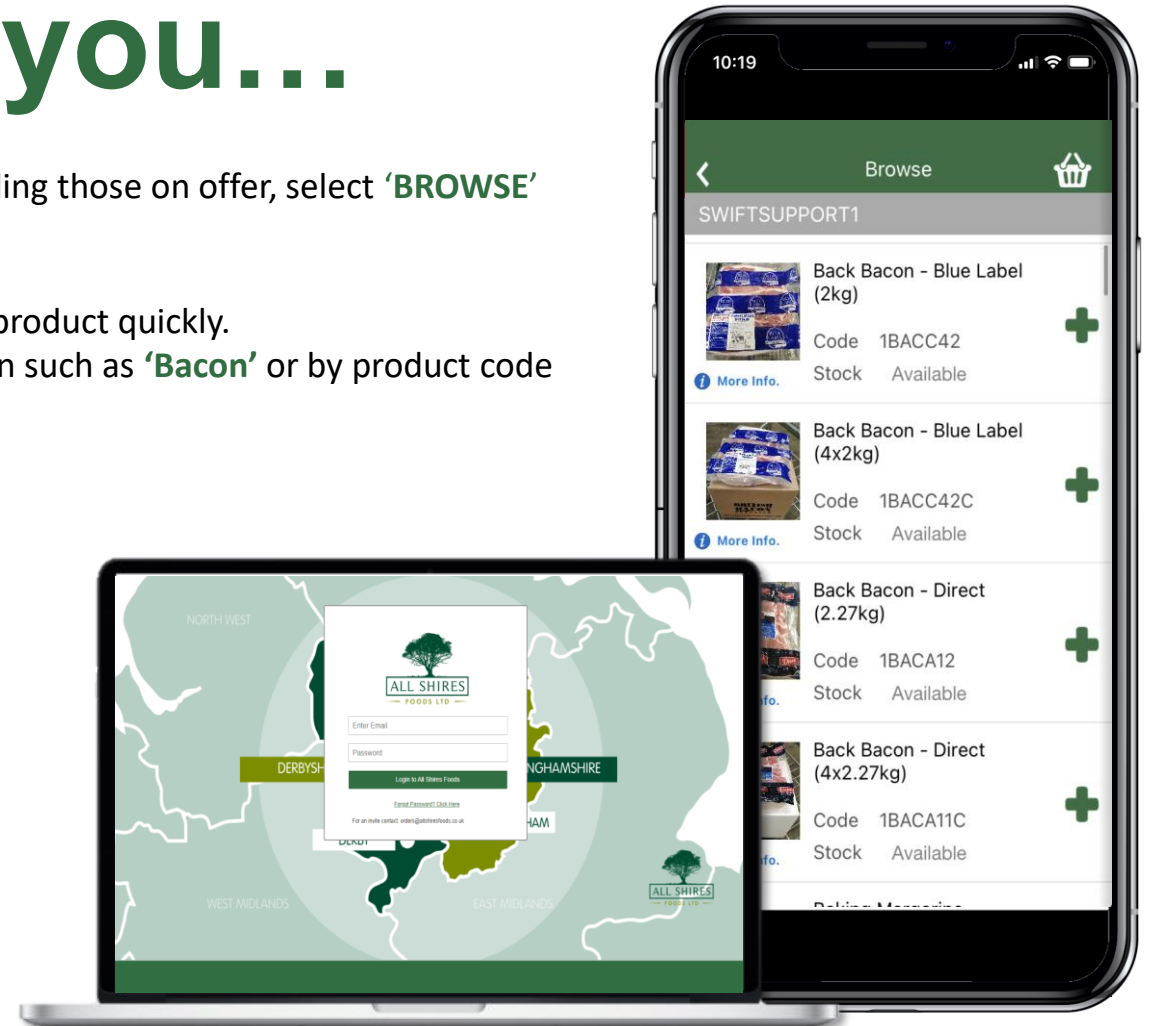 you...
ling those on offer, select ‘BROWSE’
product quickly.
n such as ‘Bacon’ or by product code
10:19
Browse
SWIFTSUPPORT1
Back Bacon - Blue Label
(2kg)
Code 1BACC42
Stock Available
More Info.
Back Bacon - Blue Label
(4x2kg)
Code 1BACC42C
Stock Available
More Info.
Back Bacon - Direct
(2.27kg)
Code 1BACA12
Stock Available
nfo.
Back Bacon - Direct
(4x2.27kg)
Code 1BACA11C
Stock Available
nfo.
Baking Margarine
NORTH WEST
ALL SHIRES
FOODS LTD
Enter Email
Password
Login to All Shires Foods
Forgot Password? Click Here
For an invite contact: orders@allshiresfoods.co.uk
DERBYSH
NGHAMSHIRE
HAM
DERBY
WEST MIDLANDS
EAST MIDLANDS
ALL SHIRES
FOODS LTD